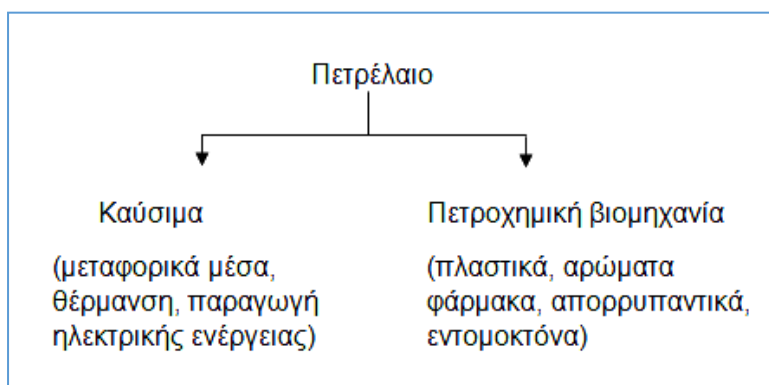 Πετρέλαιο
Καύσιμα
(μεταφορικά μέσα,
θέρμανση, παραγωγή
ηλεκτρικής ενέργειας)
Πετροχημική βιομηχανία
(πλαστικά, αρώματα
φάρμακα, απορρυπαντικά,
εντομοκτόνα)